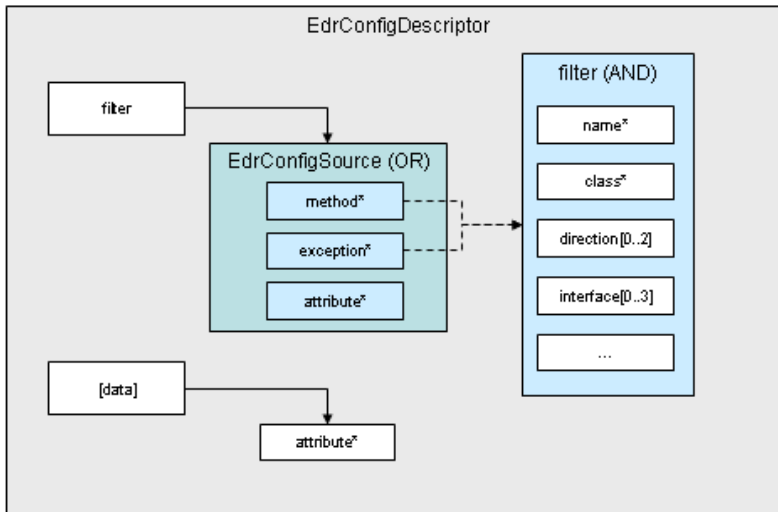 EdrConfigDescriptor
filter
EdrConfigSource (OR)
method*
exception*
attribute*
filter (AND)
name*
class*
direction[0..2]
interface[0..3]
...
[data]
attribute*